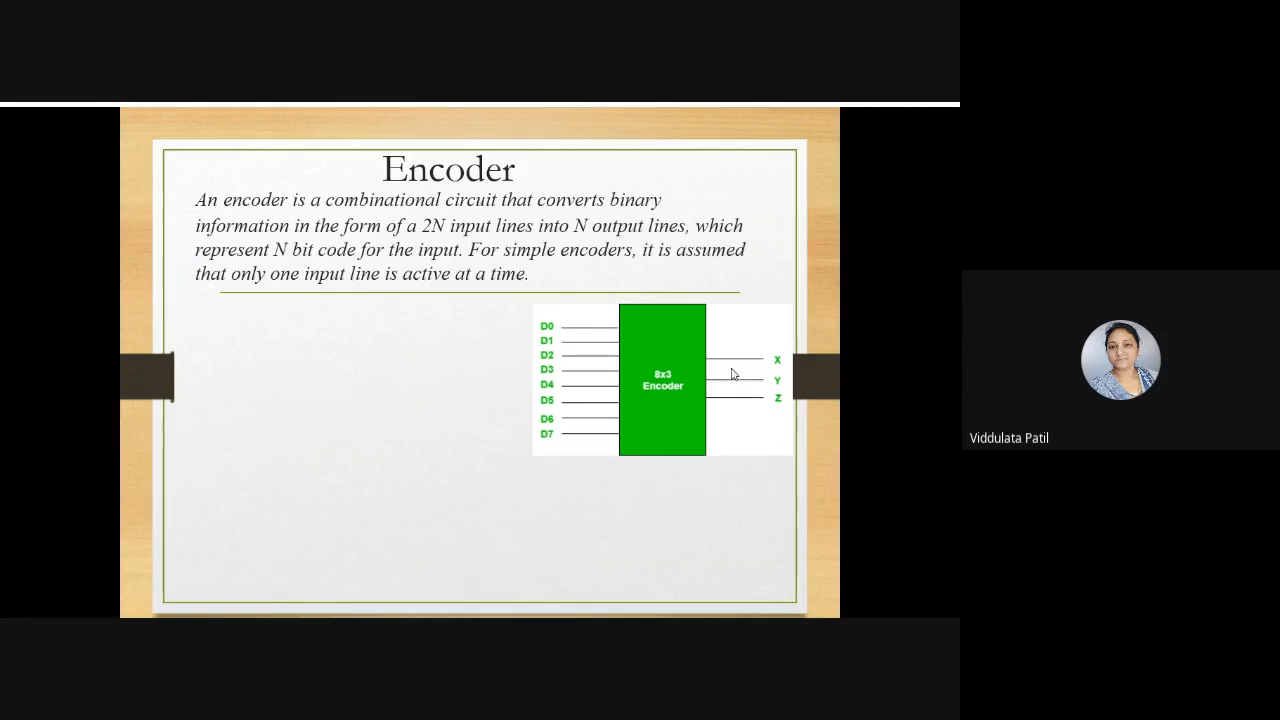 Encoder
An encoder is a combinational circuit that converts binary
information in the form of a 2N input lines into N output lines, which
represent N bit code for the input. For simple encoders, it is assumed
that only one input line is active at a time.
D0
D1
D2
D3
D4
D5
D6
D7
8x3
Encoder
X
Y
Z
Viddulata Patil